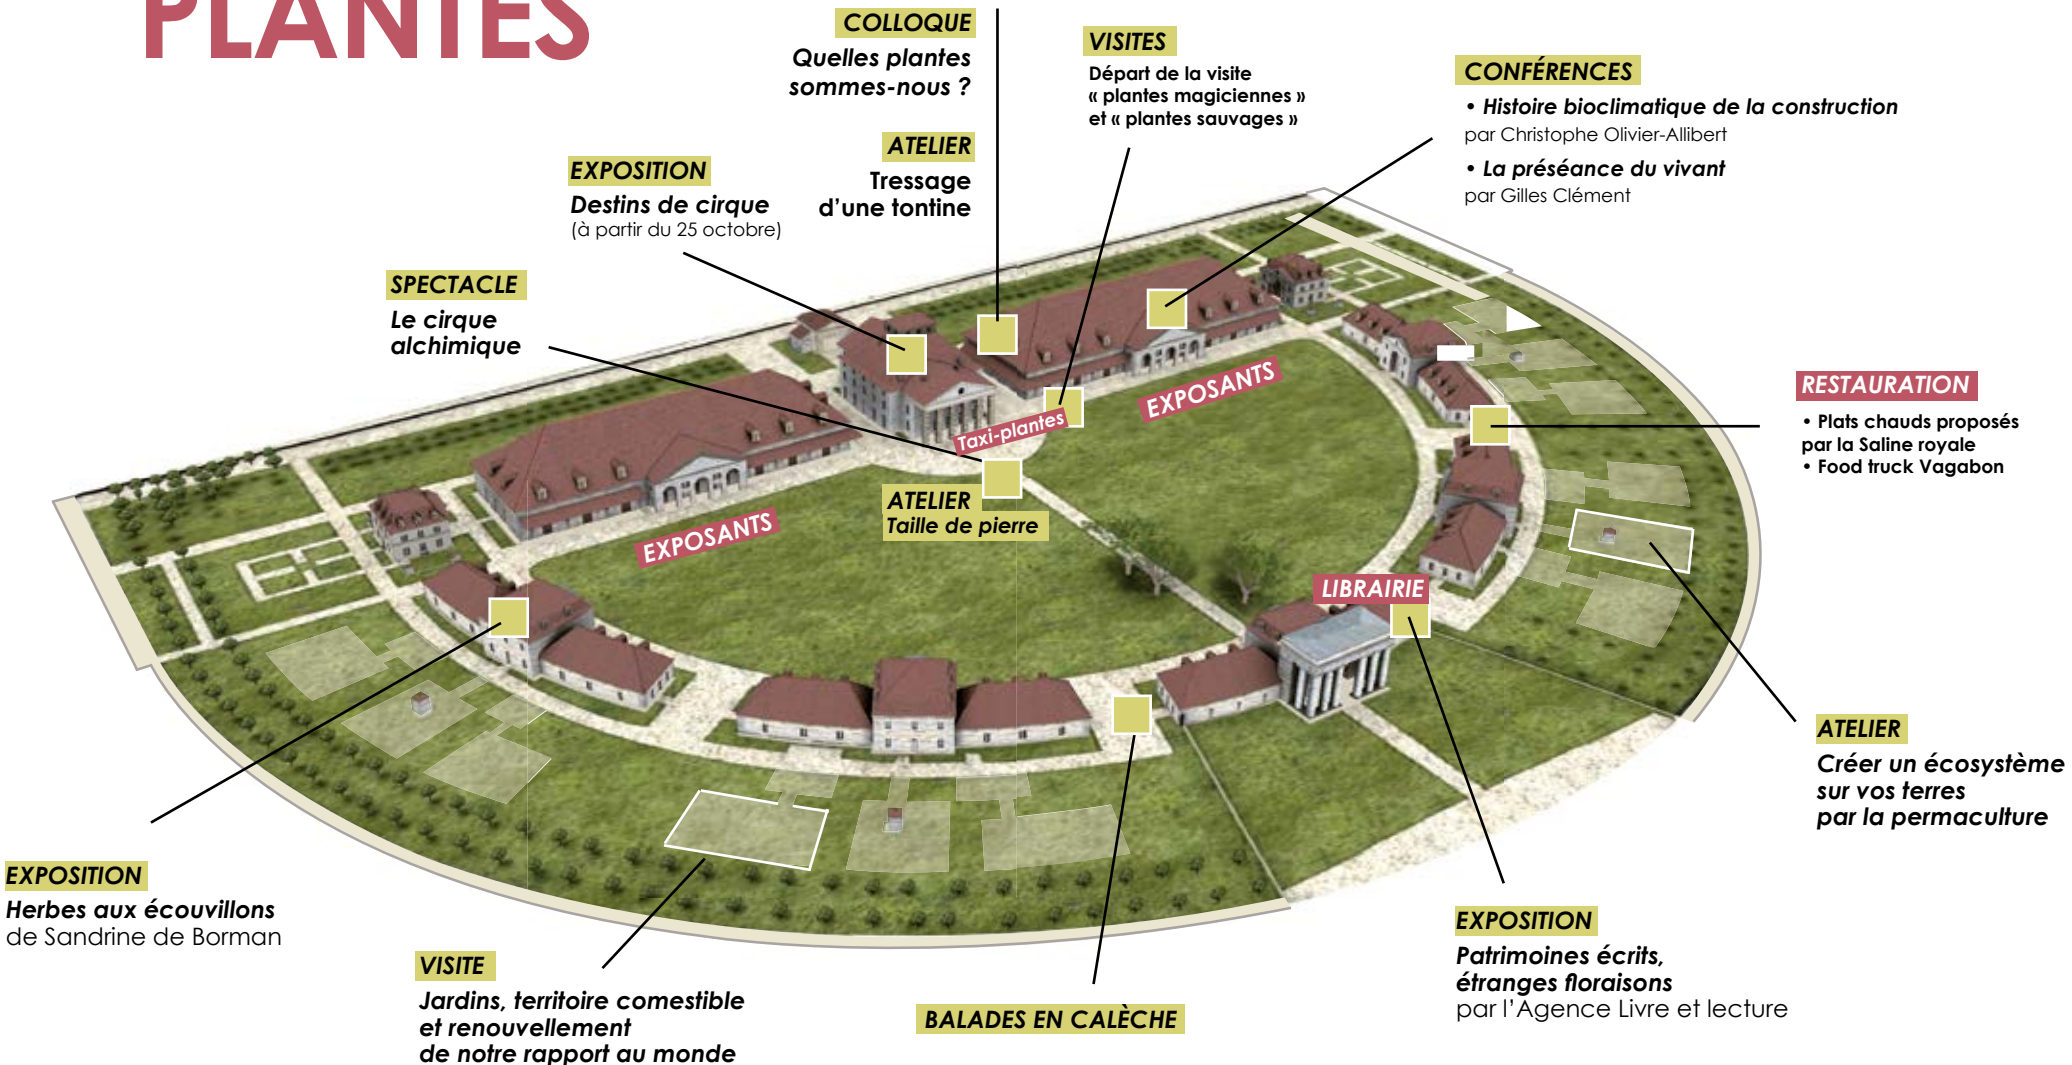 PLANTES
COLLOQUE
Quelles plantes
sommes-nous ?
ATELIER
Tressage
d’une tontine
VISITES
Départ de la visite
« plantes magiciennes »
et « plantes sauvages »
CONFÉRENCES
• Histoire bioclimatique de la construction
par Christophe Olivier-Allibert
• La préséance du vivant
par Gilles Clément
EXPOSITION
Destins de cirque
(à partir du 25 octobre)
SPECTACLE
Le cirque
alchimique
RESTAURATION
• Plats chauds proposés
par la Saline royale
• Food truck Vagabon
EXPOSANTS
Taxi-plantes
ATELIER
Taille de pierre
EXPOSANTS
LIBRAIRIE
ATELIER
Créer un écosystème
sur vos terres
par la permaculture
EXPOSITION
Herbes aux écouvillons
de Sandrine de Borman
VISITE
Jardins, territoire comestible
et renouvellement
de notre rapport au monde
BALADES EN CALÈCHE
EXPOSITION
Patrimoines écrits,
étranges floraisons
par l’Agence Livre et lecture